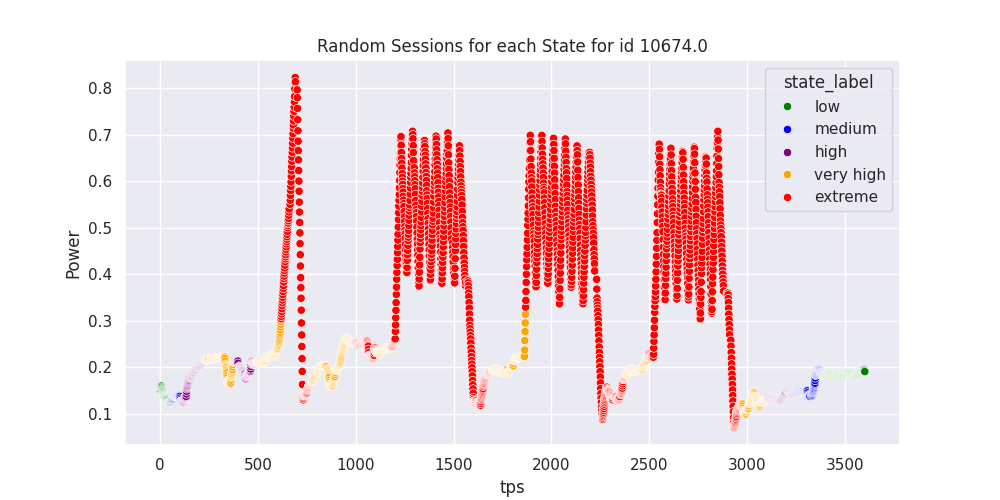 Random Sessions for each State for id 10674.0
state_label
low
medium
high
very high
extreme
Power
0.8
0.7
0.6
0.5
0.4
0.3
0.2
0.1
0 500 1000 1500 2000 2500 3000 3500
tps